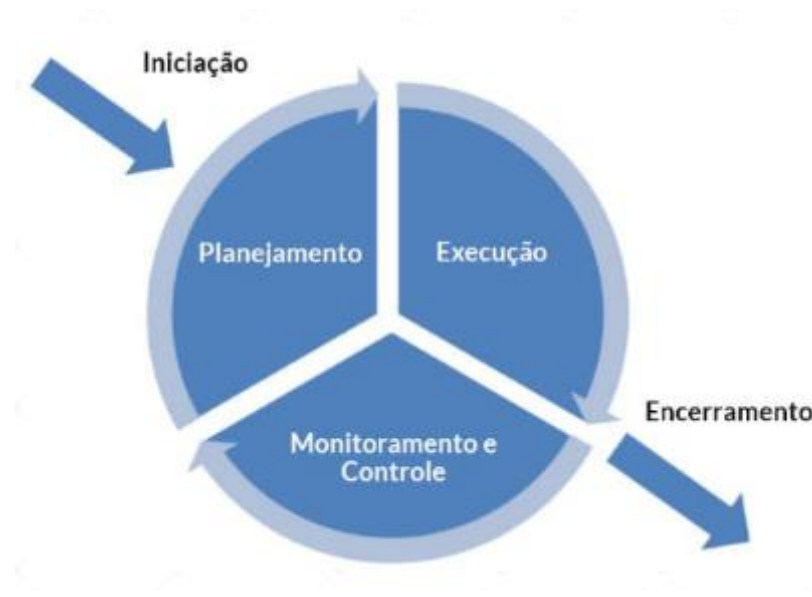 Iniciação
Planejamento
Execução
Encerramento
Monitoramento e
Controle